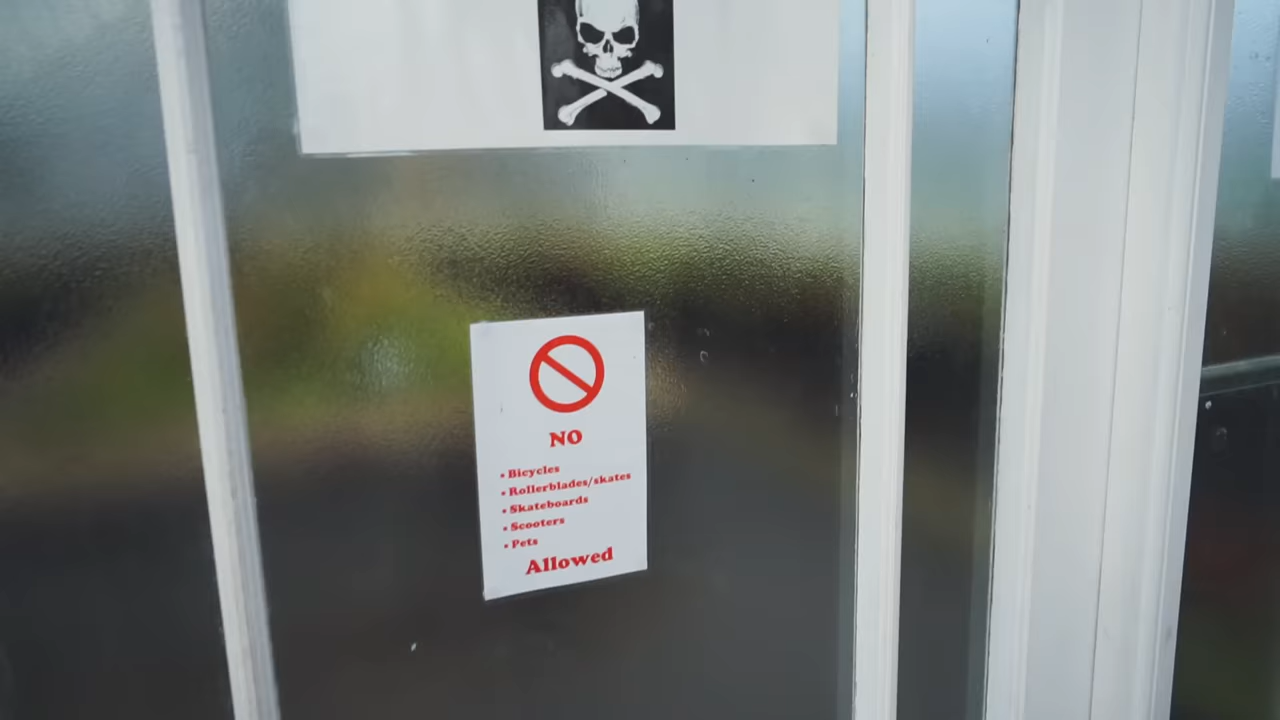 NO
• Bicycles
• Rollerblades/skates
• Skateboards
• Scooters
• Pets
Allowed